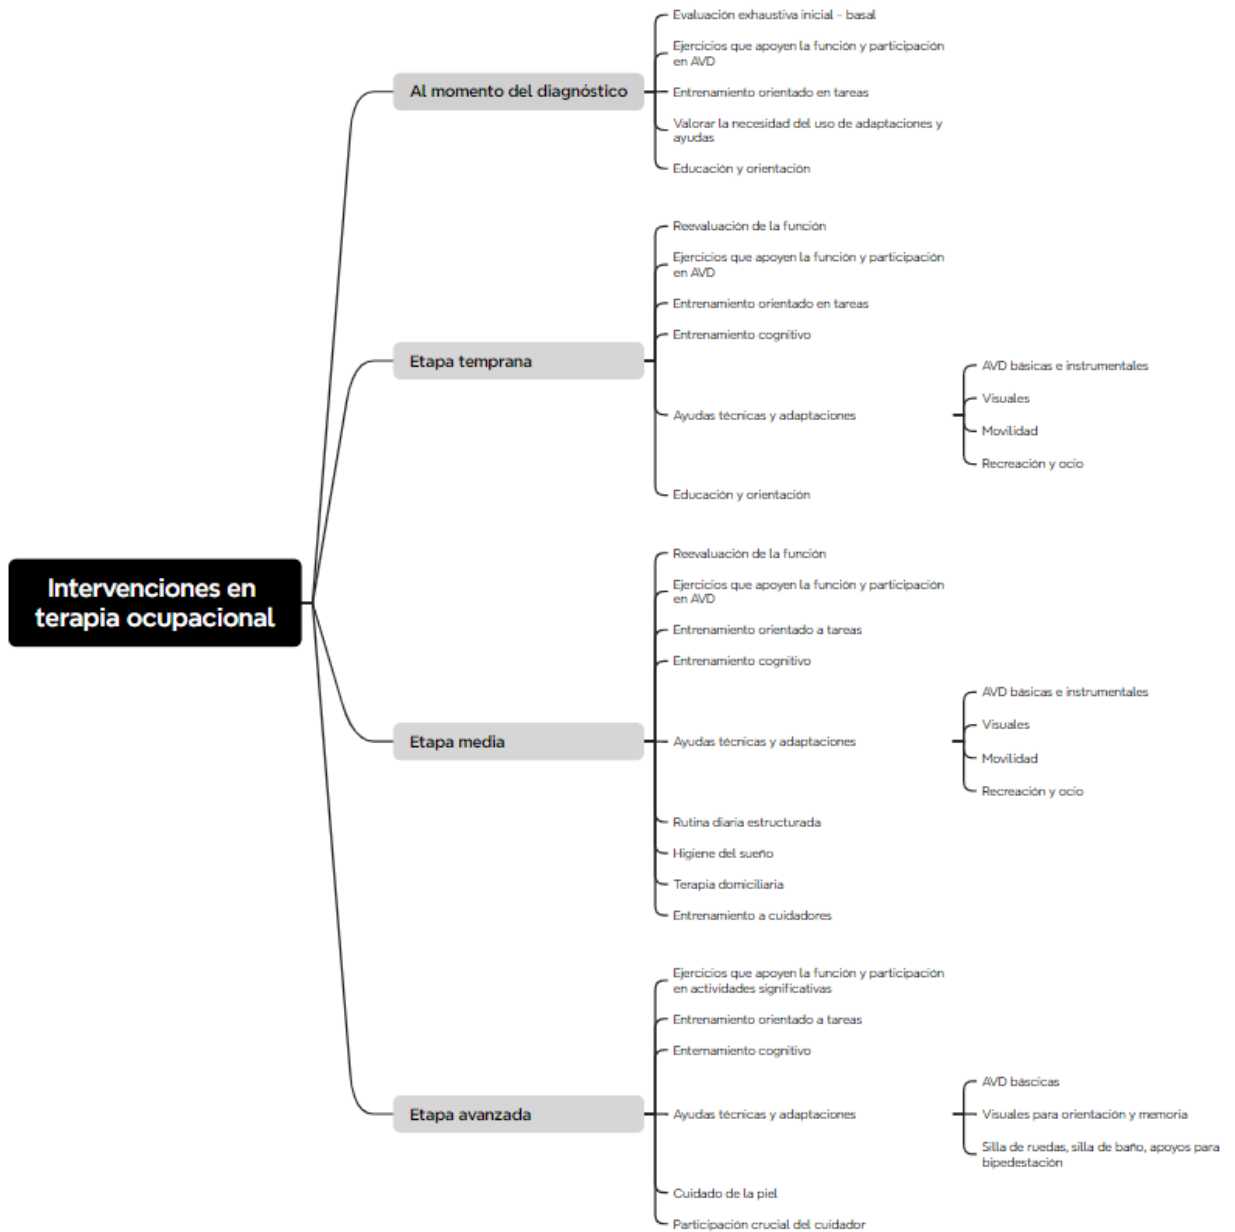 Intervenciones en
terapia ocupacional
Al momento del diagnóstico
Evaluación exhaustiva inicial - basal
Ejercicios que apoyen la función y participación
en AVD
Entrenamiento orientado en tareas
Valorar la necesidad del uso de adaptaciones y
ayudas
Educación y orientación
Etapa temprana
Reevaluación de la función
Ejercicios que apoyen la función y participación
en AVD
Entrenamiento orientado en tareas
Entrenamiento cognitivo
Ayudas técnicas y adaptaciones
AVD básicas e instrumentales
Visuales
Movilidad
Recreación y ocio
Educación y orientación
Etapa media
Reevaluación de la función
Ejercicios que apoyen la función y participación
en AVD
Entrenamiento orientado a tareas
Entrenamiento cognitivo
Ayudas técnicas y adaptaciones
AVD básicas e instrumentales
Visuales
Movilidad
Recreación y ocio
Rutina diaria estructurada
Higiene del sueño
Terapia domiciliaria
Entrenamiento a cuidadores
Etapa avanzada
Ejercicios que apoyen la función y participación
en actividades significativas
Entrenamiento orientado a tareas
Enternamiento cognitivo
Ayudas técnicas y adaptaciones
AVD báscicas
Visuales para orientación y memoria
Silla de ruedas, silla de baño, apoyos para
bipedestación
Cuidado de la piel
Participación crucial del cuidador